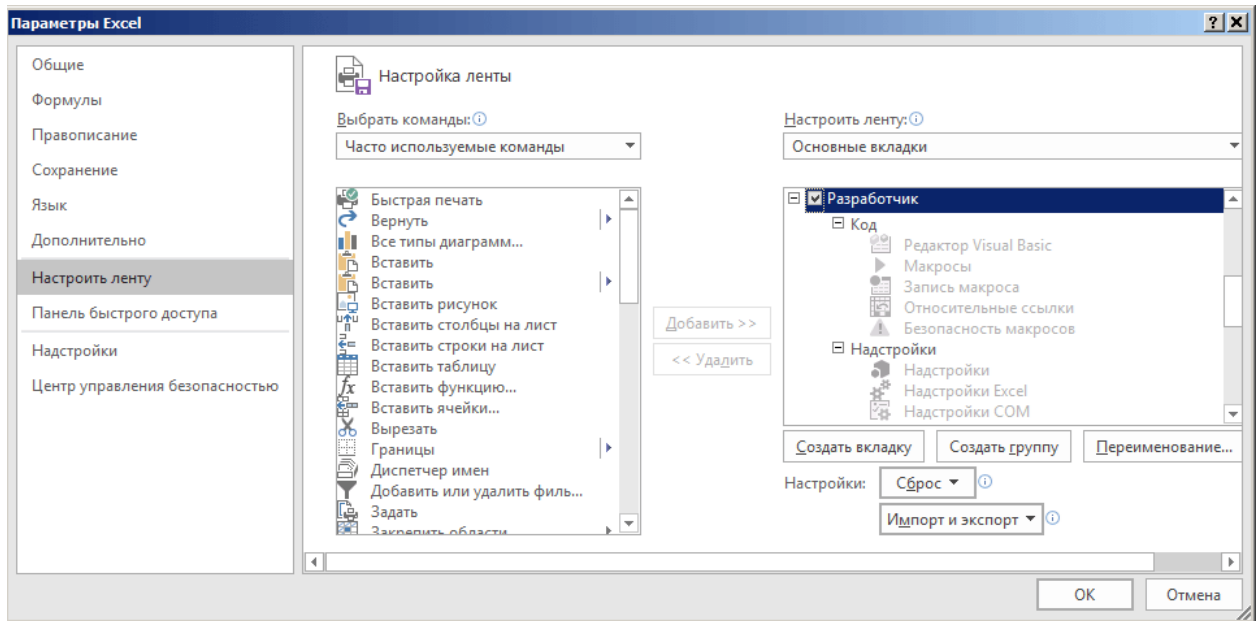 Параметры Excel
Общие
Формулы
Правописание
Сохранение
Язык
Дополнительно
Настроить ленту
Панель быстрого доступа
Надстройки
Центр управления безопасностью
Настройка ленты
Выбрать команды:
Часто используемые команды
Быстрая печать
Вернуть
Все типы диаграмм...
Вставить
Вставить
Вставить рисунок
Вставить столбцы на лист
Вставить строки на лист
Вставить таблицу
Вставить функцию...
Вставить ячейки...
Вырезать
Границы
Диспетчер имен
Добавить или удалить филь...
Задать
Закрепить области
Добавить >>
<< Удалить
Настроить ленту:
Основные вкладки
Разработчик
Код
Редактор Visual Basic
Макросы
Запись макроса
Относительные ссылки
Безопасность макросов
Надстройки
Надстройки
Надстройки Excel
Надстройки COM
Создать вкладку
Создать группу
Переименование...
Настройки:
Сброс
Импорт и экспорт
ОК
Отмена